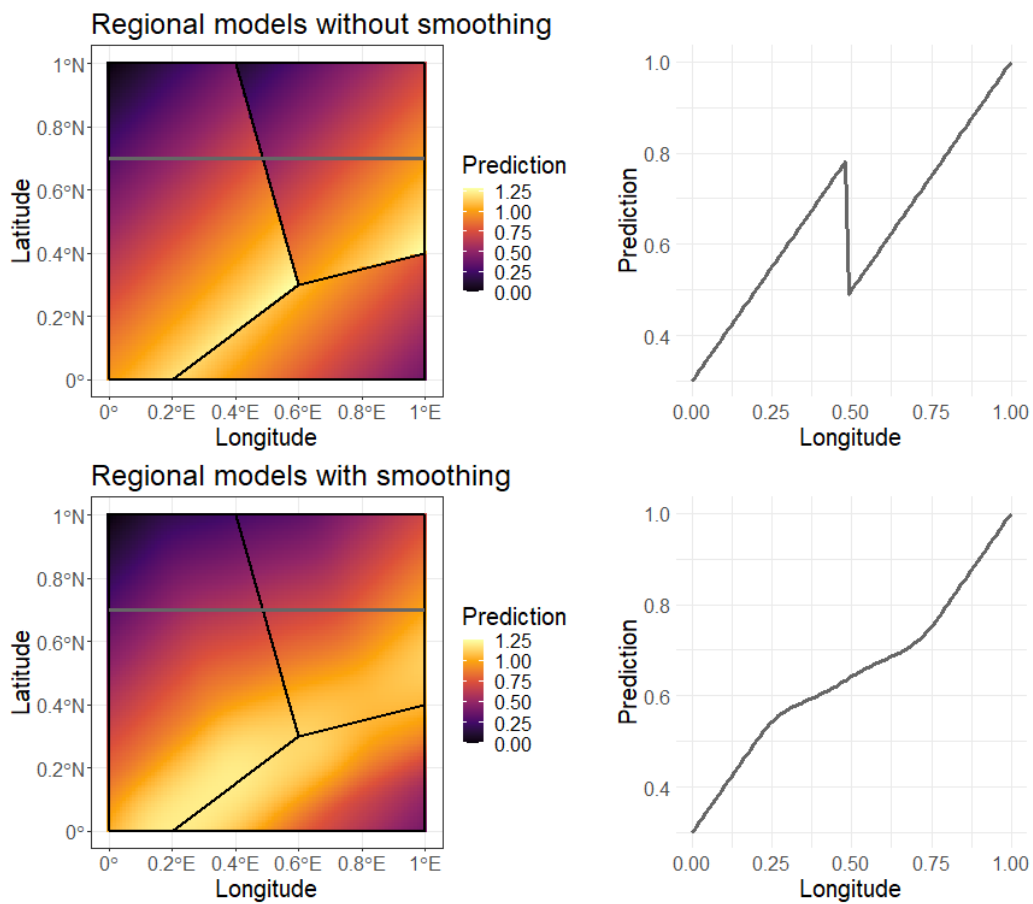 Regional models without smoothing
1°N
0.8°N
0.6°N
0.4°N
0.2°N
0°
Latitude
0° 0.2°E 0.4°E 0.6°E 0.8°E 1°E
Longitude
Prediction
1.25
1.00
0.75
0.50
0.25
0.00
1.0
0.8
0.6
0.4
Prediction
0.00 0.25 0.50 0.75 1.00
Longitude
Regional models with smoothing
1°N
0.8°N
0.6°N
0.4°N
0.2°N
0°
Latitude
0° 0.2°E 0.4°E 0.6°E 0.8°E 1°E
Longitude
Prediction
1.25
1.00
0.75
0.50
0.25
0.00
1.0
0.8
0.6
0.4
Prediction
0.00 0.25 0.50 0.75 1.00
Longitude